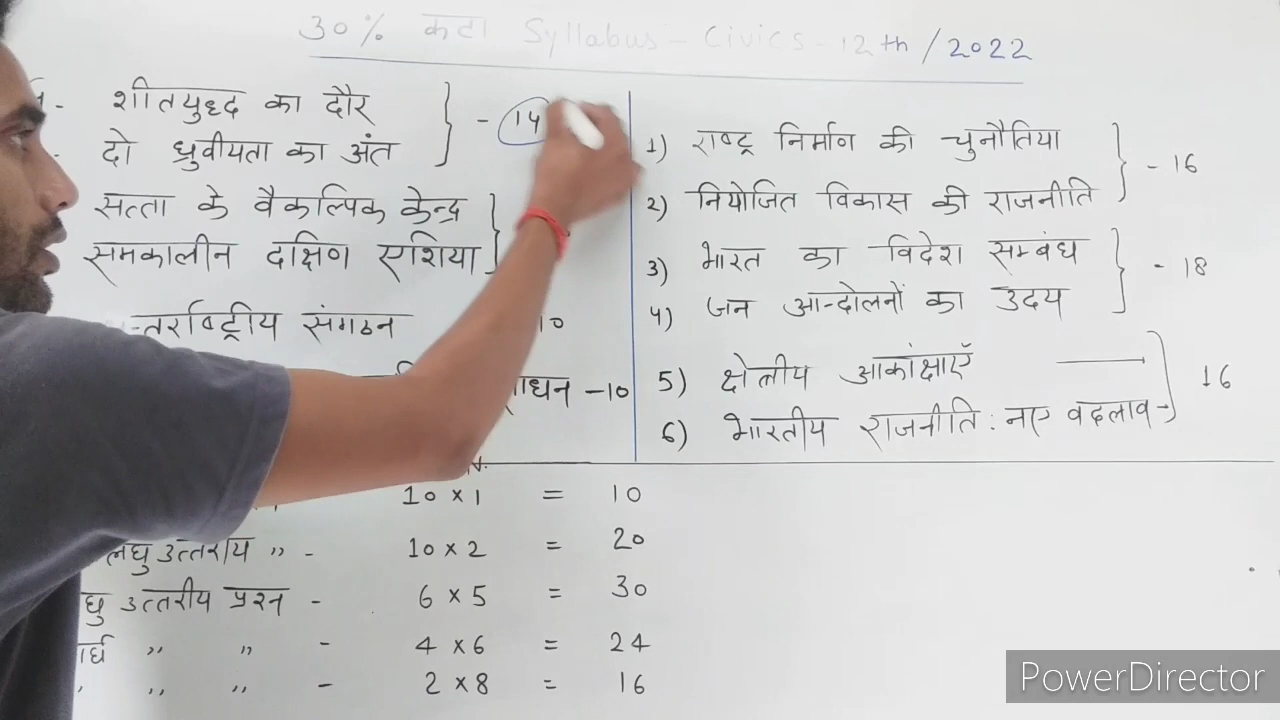 30% कटा Syllabus - Civics - 12th / 2022
शीतयुद्ध का दौर
दो ध्रुवीयता का अंत
- 14
सत्ता के वैकल्पिक केन्द्र
समकालीन दक्षिण एशिया
संगठन 10
- 10
1) राष्ट्र निर्माण की चुनौतिया
2) नियोजित विकास की राजनीति
- 16
3) भारत का विदेश सम्बंध
4) जन आन्दोलनों का उदय
- 18
5) क्षेत्रीय आकांक्षाएँ
6) भारतीय राजनीति : नए बदलाव
16
10 × 1 = 10
लघु उत्तरीय " - 10 × 2 = 20
उत्तरीय प्रश्न - 6 × 5 = 30
" " - 4 × 6 = 24
" " - 2 × 8 = 16
PowerDirector